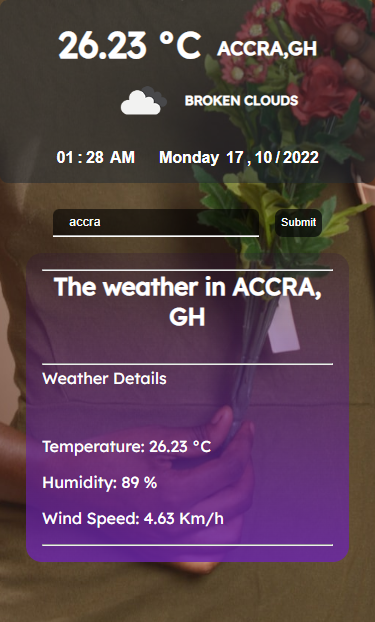 26.23 °C ACCRA,GH
BROKEN CLOUDS
01 : 28 AM Monday 17 , 10 / 2022
accra Submit
The weather in ACCRA,
GH
Weather Details
Temperature: 26.23 °C
Humidity: 89 %
Wind Speed: 4.63 Km/h